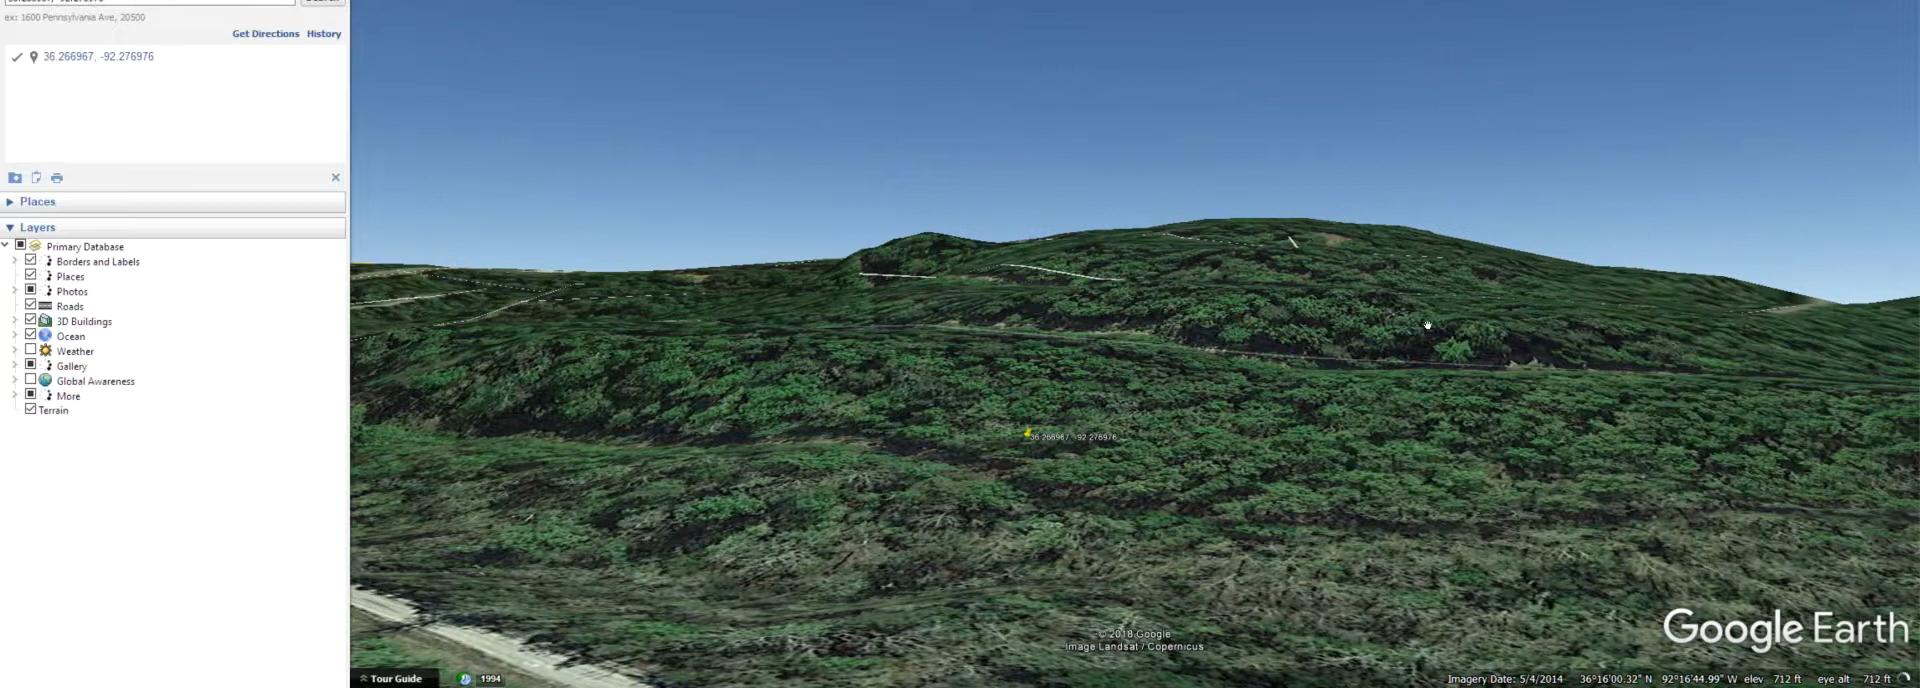 ex: 1600 Pennsylvania Ave, 20500
Get Directions History
36.266967, -92.276976
Places
Layers
Primary Database
Borders and Labels
Places
Photos
Roads
3D Buildings
Ocean
Weather
Gallery
Global Awareness
More
Terrain
36.266967, -92.276976
© 2018 Google
Image Landsat / Copernicus
Google Earth
Tour Guide
1994
Imagery Date: 5/4/2014 36°16'00.32" N 92°16'44.99" W elev 712 ft eye alt 712 ft